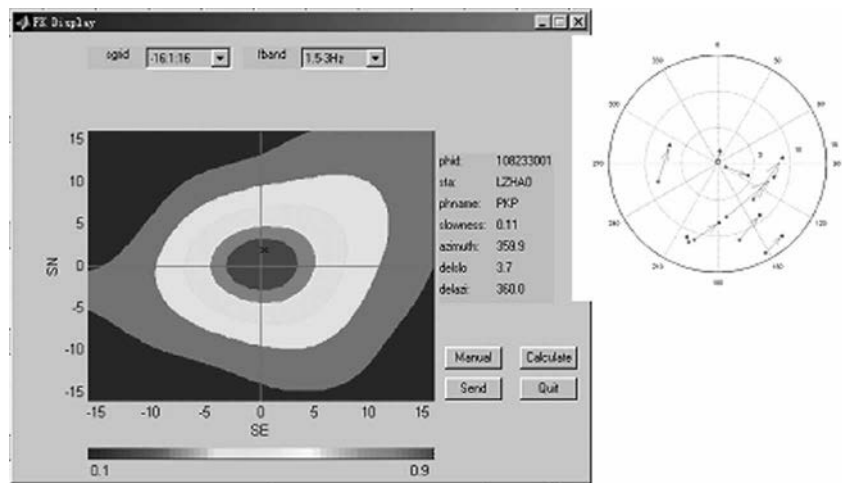 FK Display
sgrid -16:1:16 fband 1.5-3Hz
15
10
5
0
-5
-10
-15
SN
-15 -10 -5 0 5 10 15
SE
0.1 0.9
phid: 108233001
sta: LZHA0
phname: PKP
slowness: 0.11
azimuth: 359.9
delslo 3.7
delazi: 360.0
Manual Calculate
Send Quit
0
270
180